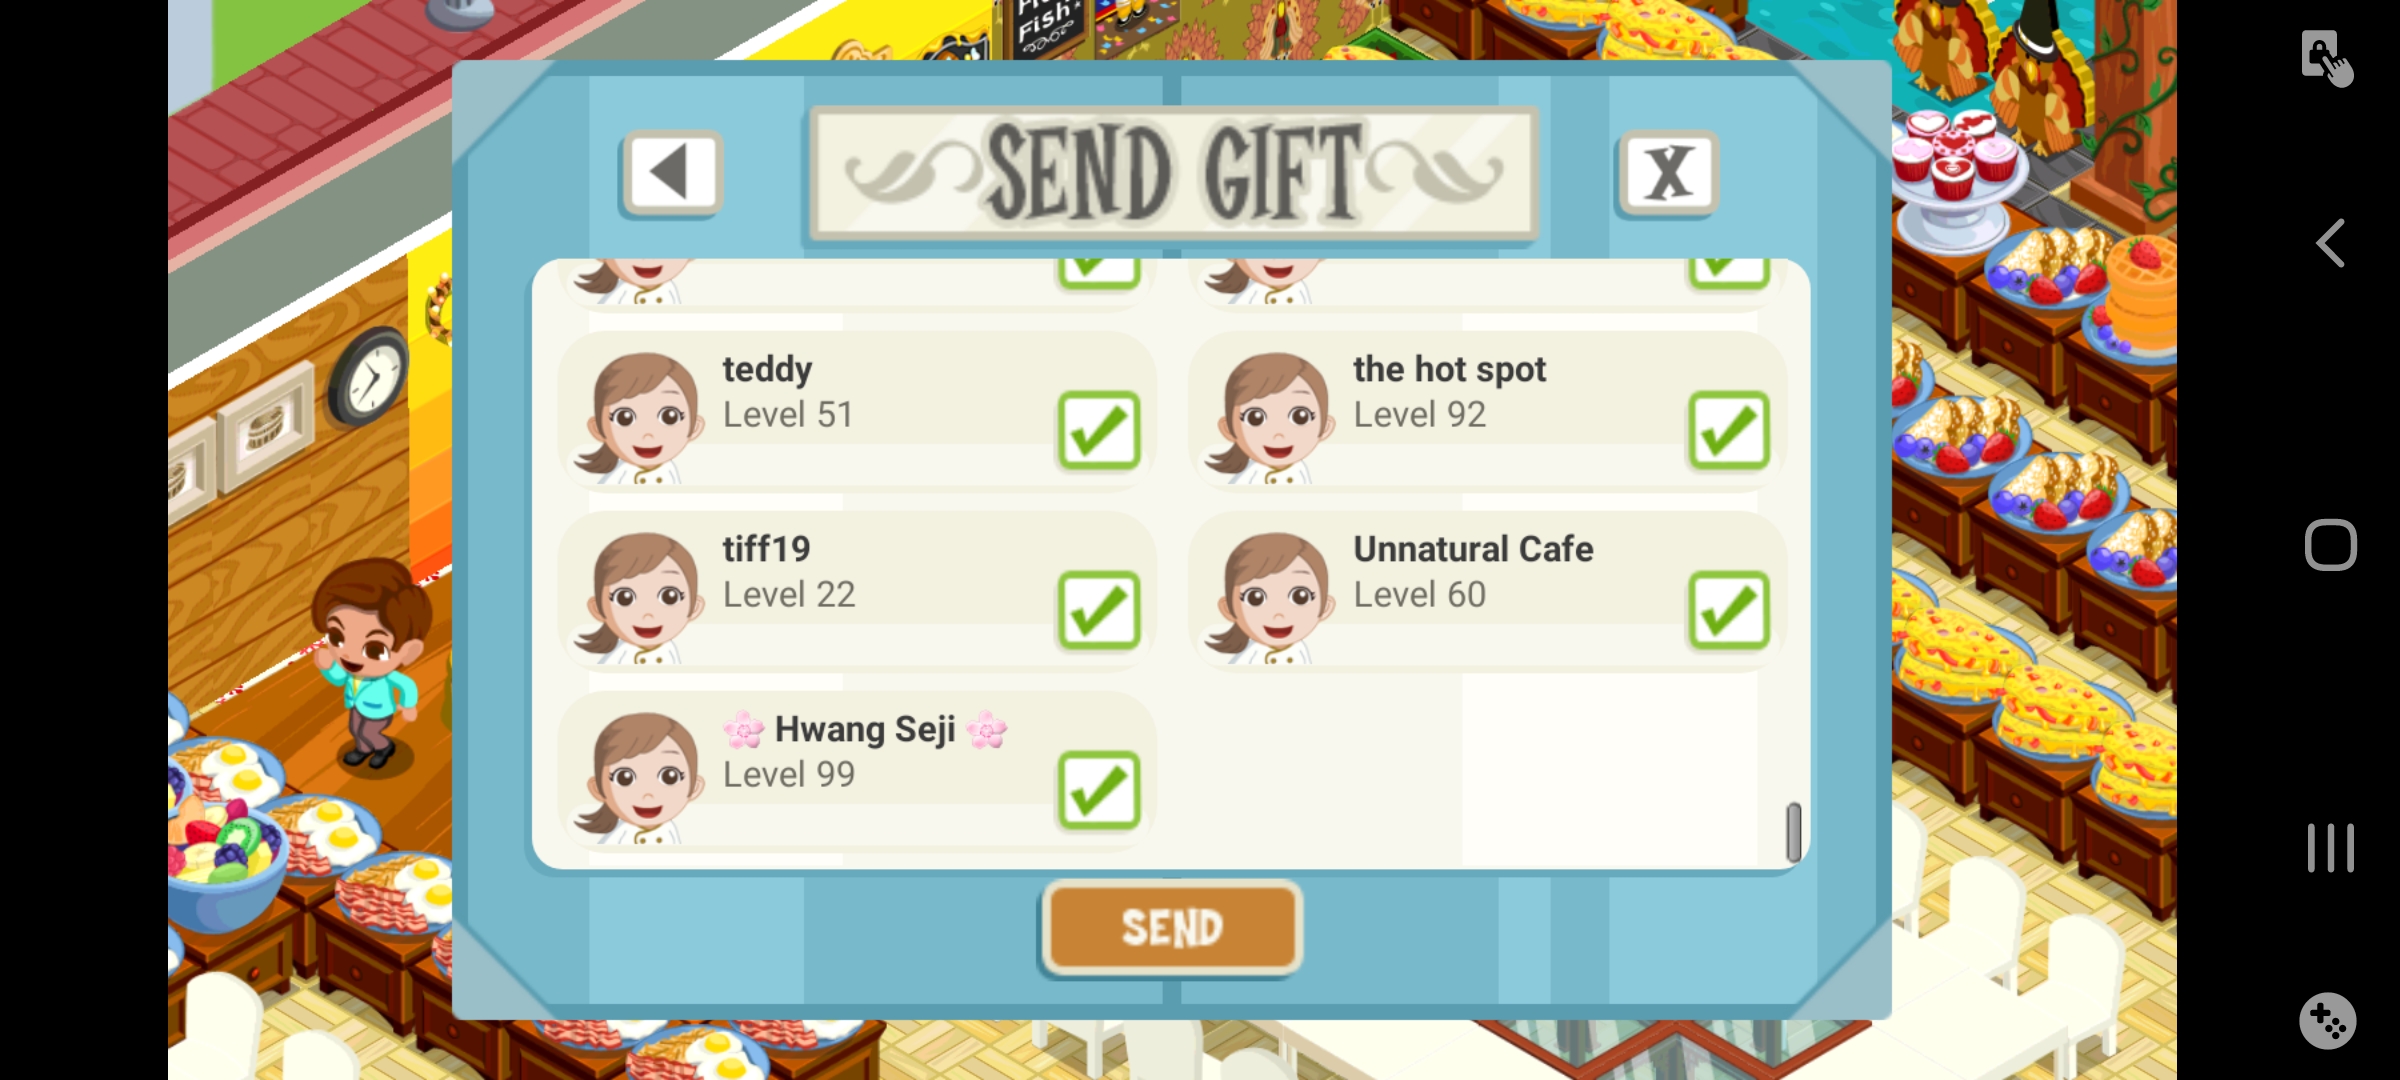 Fish
SEND GIFT
X
teddy
Level 51
the hot spot
Level 92
tiff19
Level 22
Unnatural Cafe
Level 60
🌸 Hwang Seji 🌸
Level 99
SEND